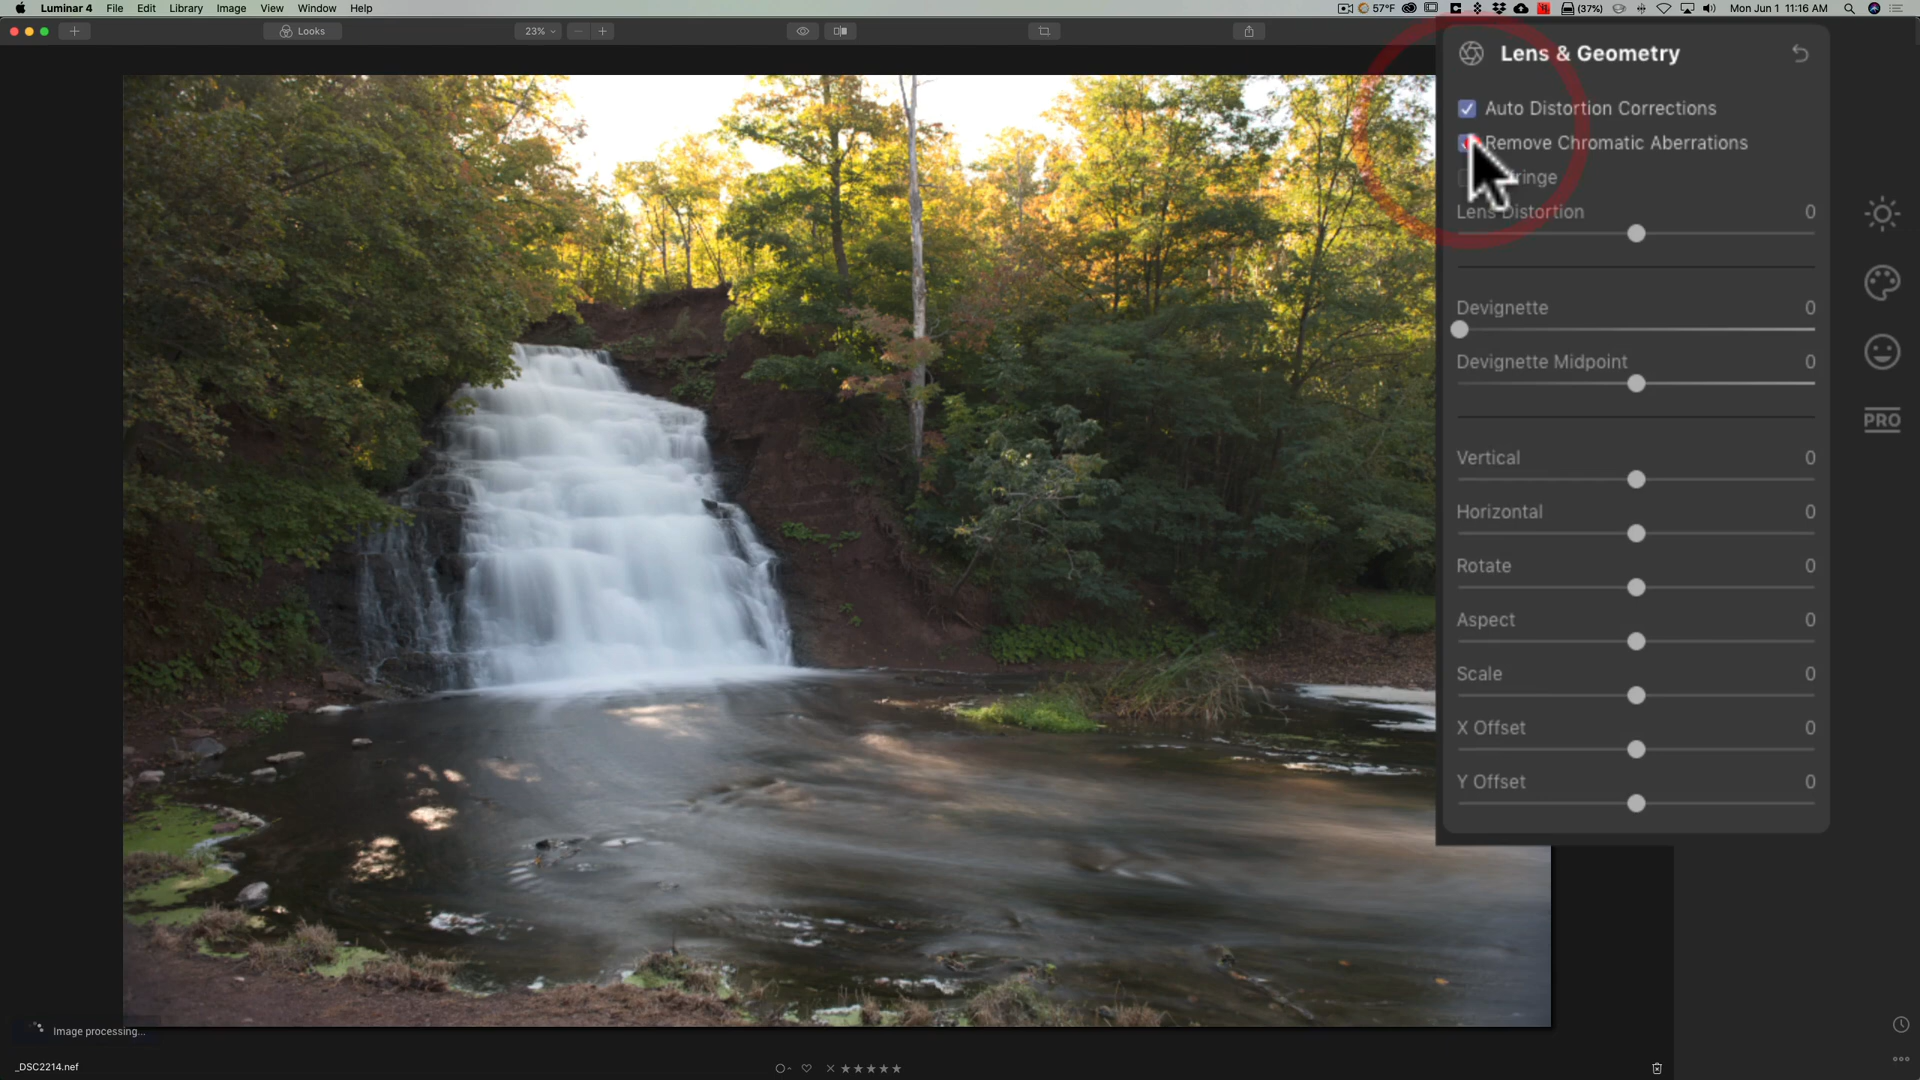 Luminar 4 File Edit Library Image View Window Help 57°F (37%) Mon Jun 1 11:16 AM
Looks 23%
Lens & Geometry
Auto Distortion Corrections
Remove Chromatic Aberrations
Lens Distortion 0
Devignette 0
Devignette Midpoint 0
Vertical 0
Horizontal 0
Rotate 0
Aspect 0
Scale 0
X Offset 0
Y Offset 0
PRO
Image processing...
_DSC2214.nef